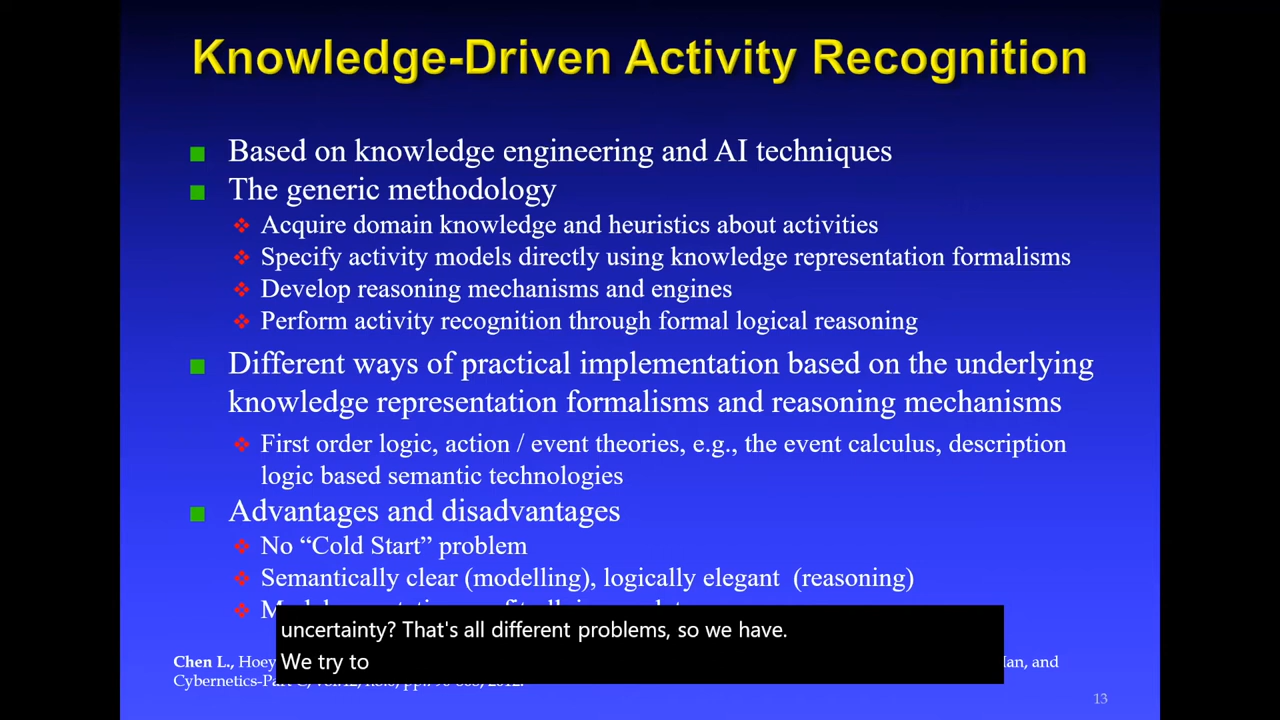 Knowledge-Driven Activity Recognition
Based on knowledge engineering and AI techniques
The generic methodology
Acquire domain knowledge and heuristics about activities
Specify activity models directly using knowledge representation formalisms
Develop reasoning mechanisms and engines
Perform activity recognition through formal logical reasoning
Different ways of practical implementation based on the underlying
knowledge representation formalisms and reasoning mechanisms
First order logic, action / event theories, e.g., the event calculus, description
logic based semantic technologies
Advantages and disadvantages
No “Cold Start” problem
Semantically clear (modelling), logically elegant (reasoning)
uncertainty? That's all different problems, so we have.
We try to
Chen L., Hoey and
Cybernetics-Part
13